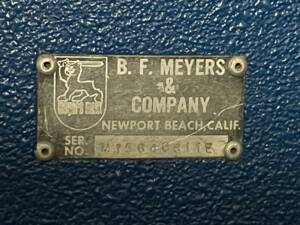 B. F. MEYERS
&
COMPANY
NEWPORT BEACH, CALIF.
SER.
NO.